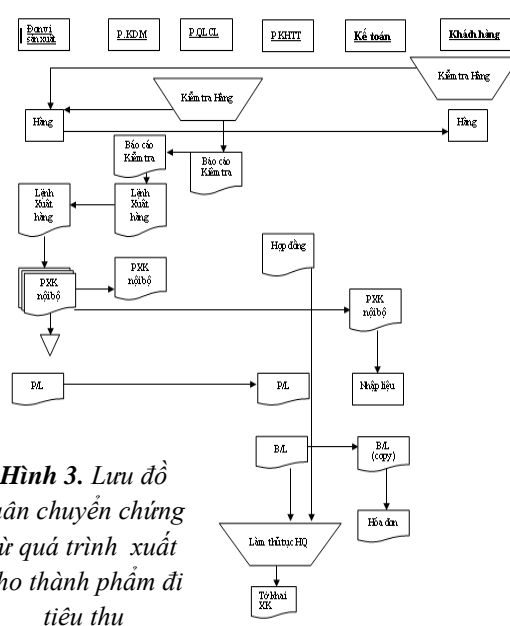 Đơn vị
sản xuất
P.KDM
P.QLCL
P.KHTT
Kế toán
Khách hàng
Kiểm tra Hàng
Kiểm tra Hàng
Hàng
Hàng
Báo cáo
Kiểm tra
Báo cáo
Kiểm tra
Lệnh
Xuất
hàng
Lệnh
Xuất
hàng
Hợp đồng
PXK
nội bộ
PXK
nội bộ
PXK
nội bộ
P/L
P/L
Nhập liệu
B/L
B/L
(copy)
Hóa đơn
Làm thủ tục HQ
Tờ khai
XK
Hình 3. Lưu đồ
uân chuyển chứng
ừ quá trình xuất
ho thành phẩm đi
tiêu thu